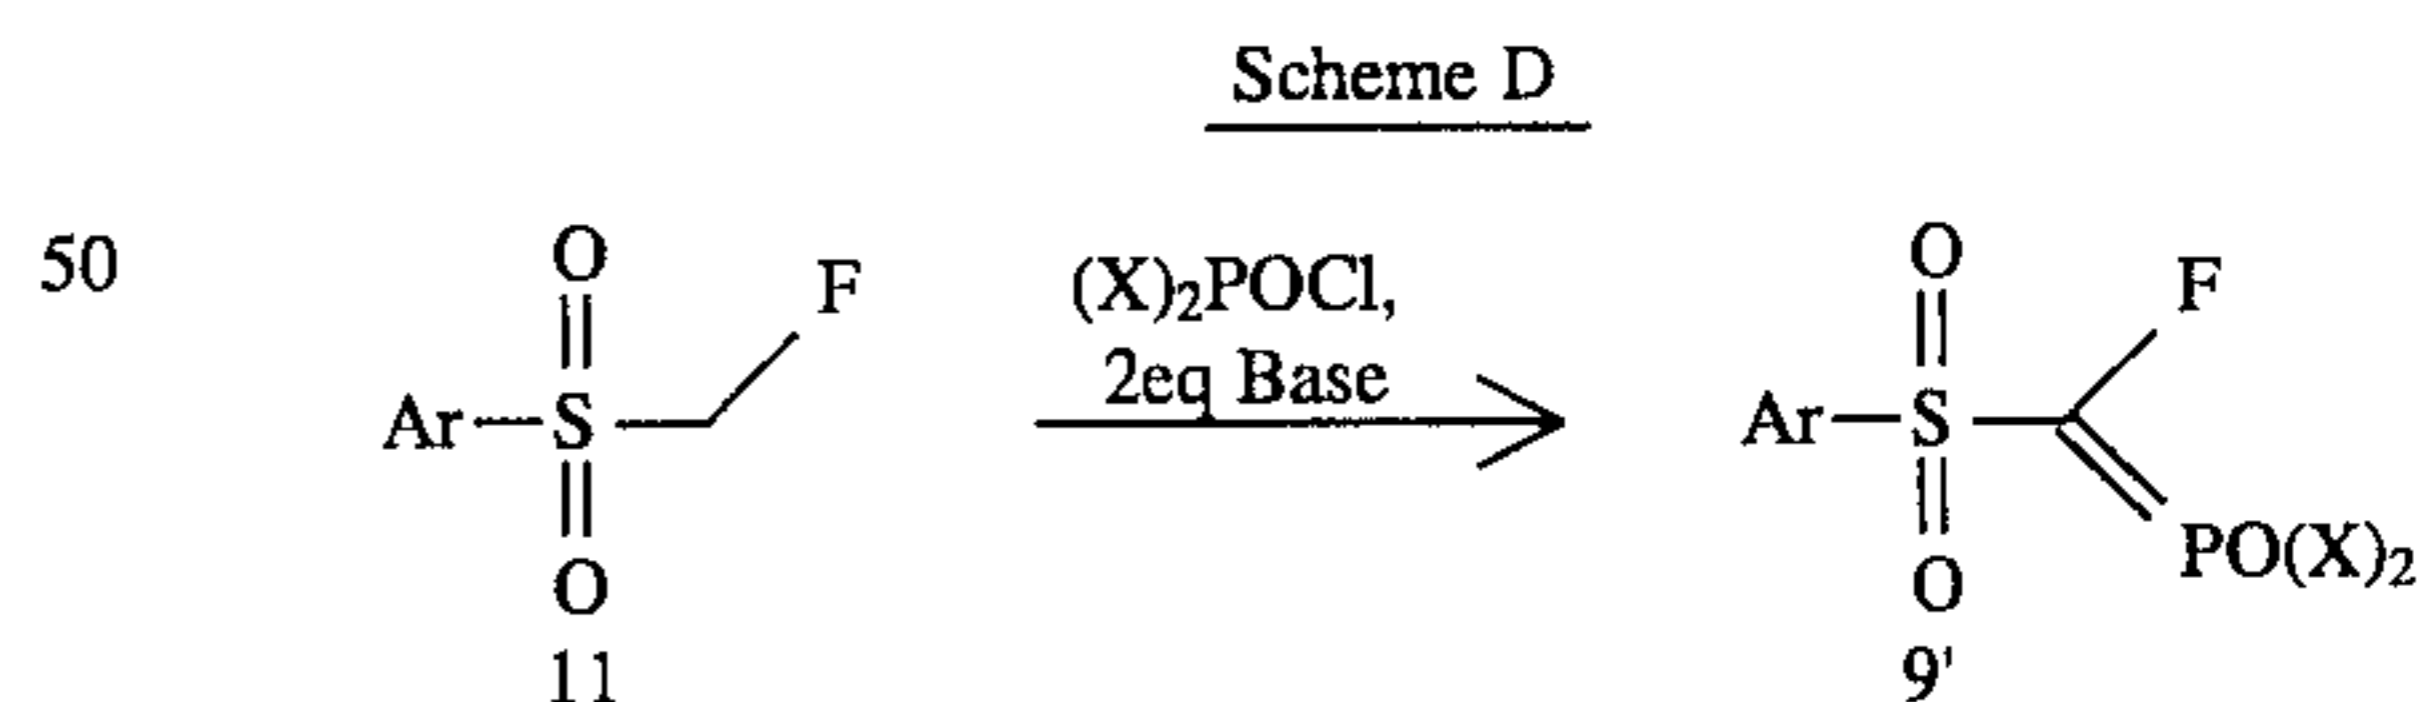 Scheme D
50
O O
F (X)₂POCl, F
2eq Base
Ar S Ar S
PO(X)₂
O O
11 9'